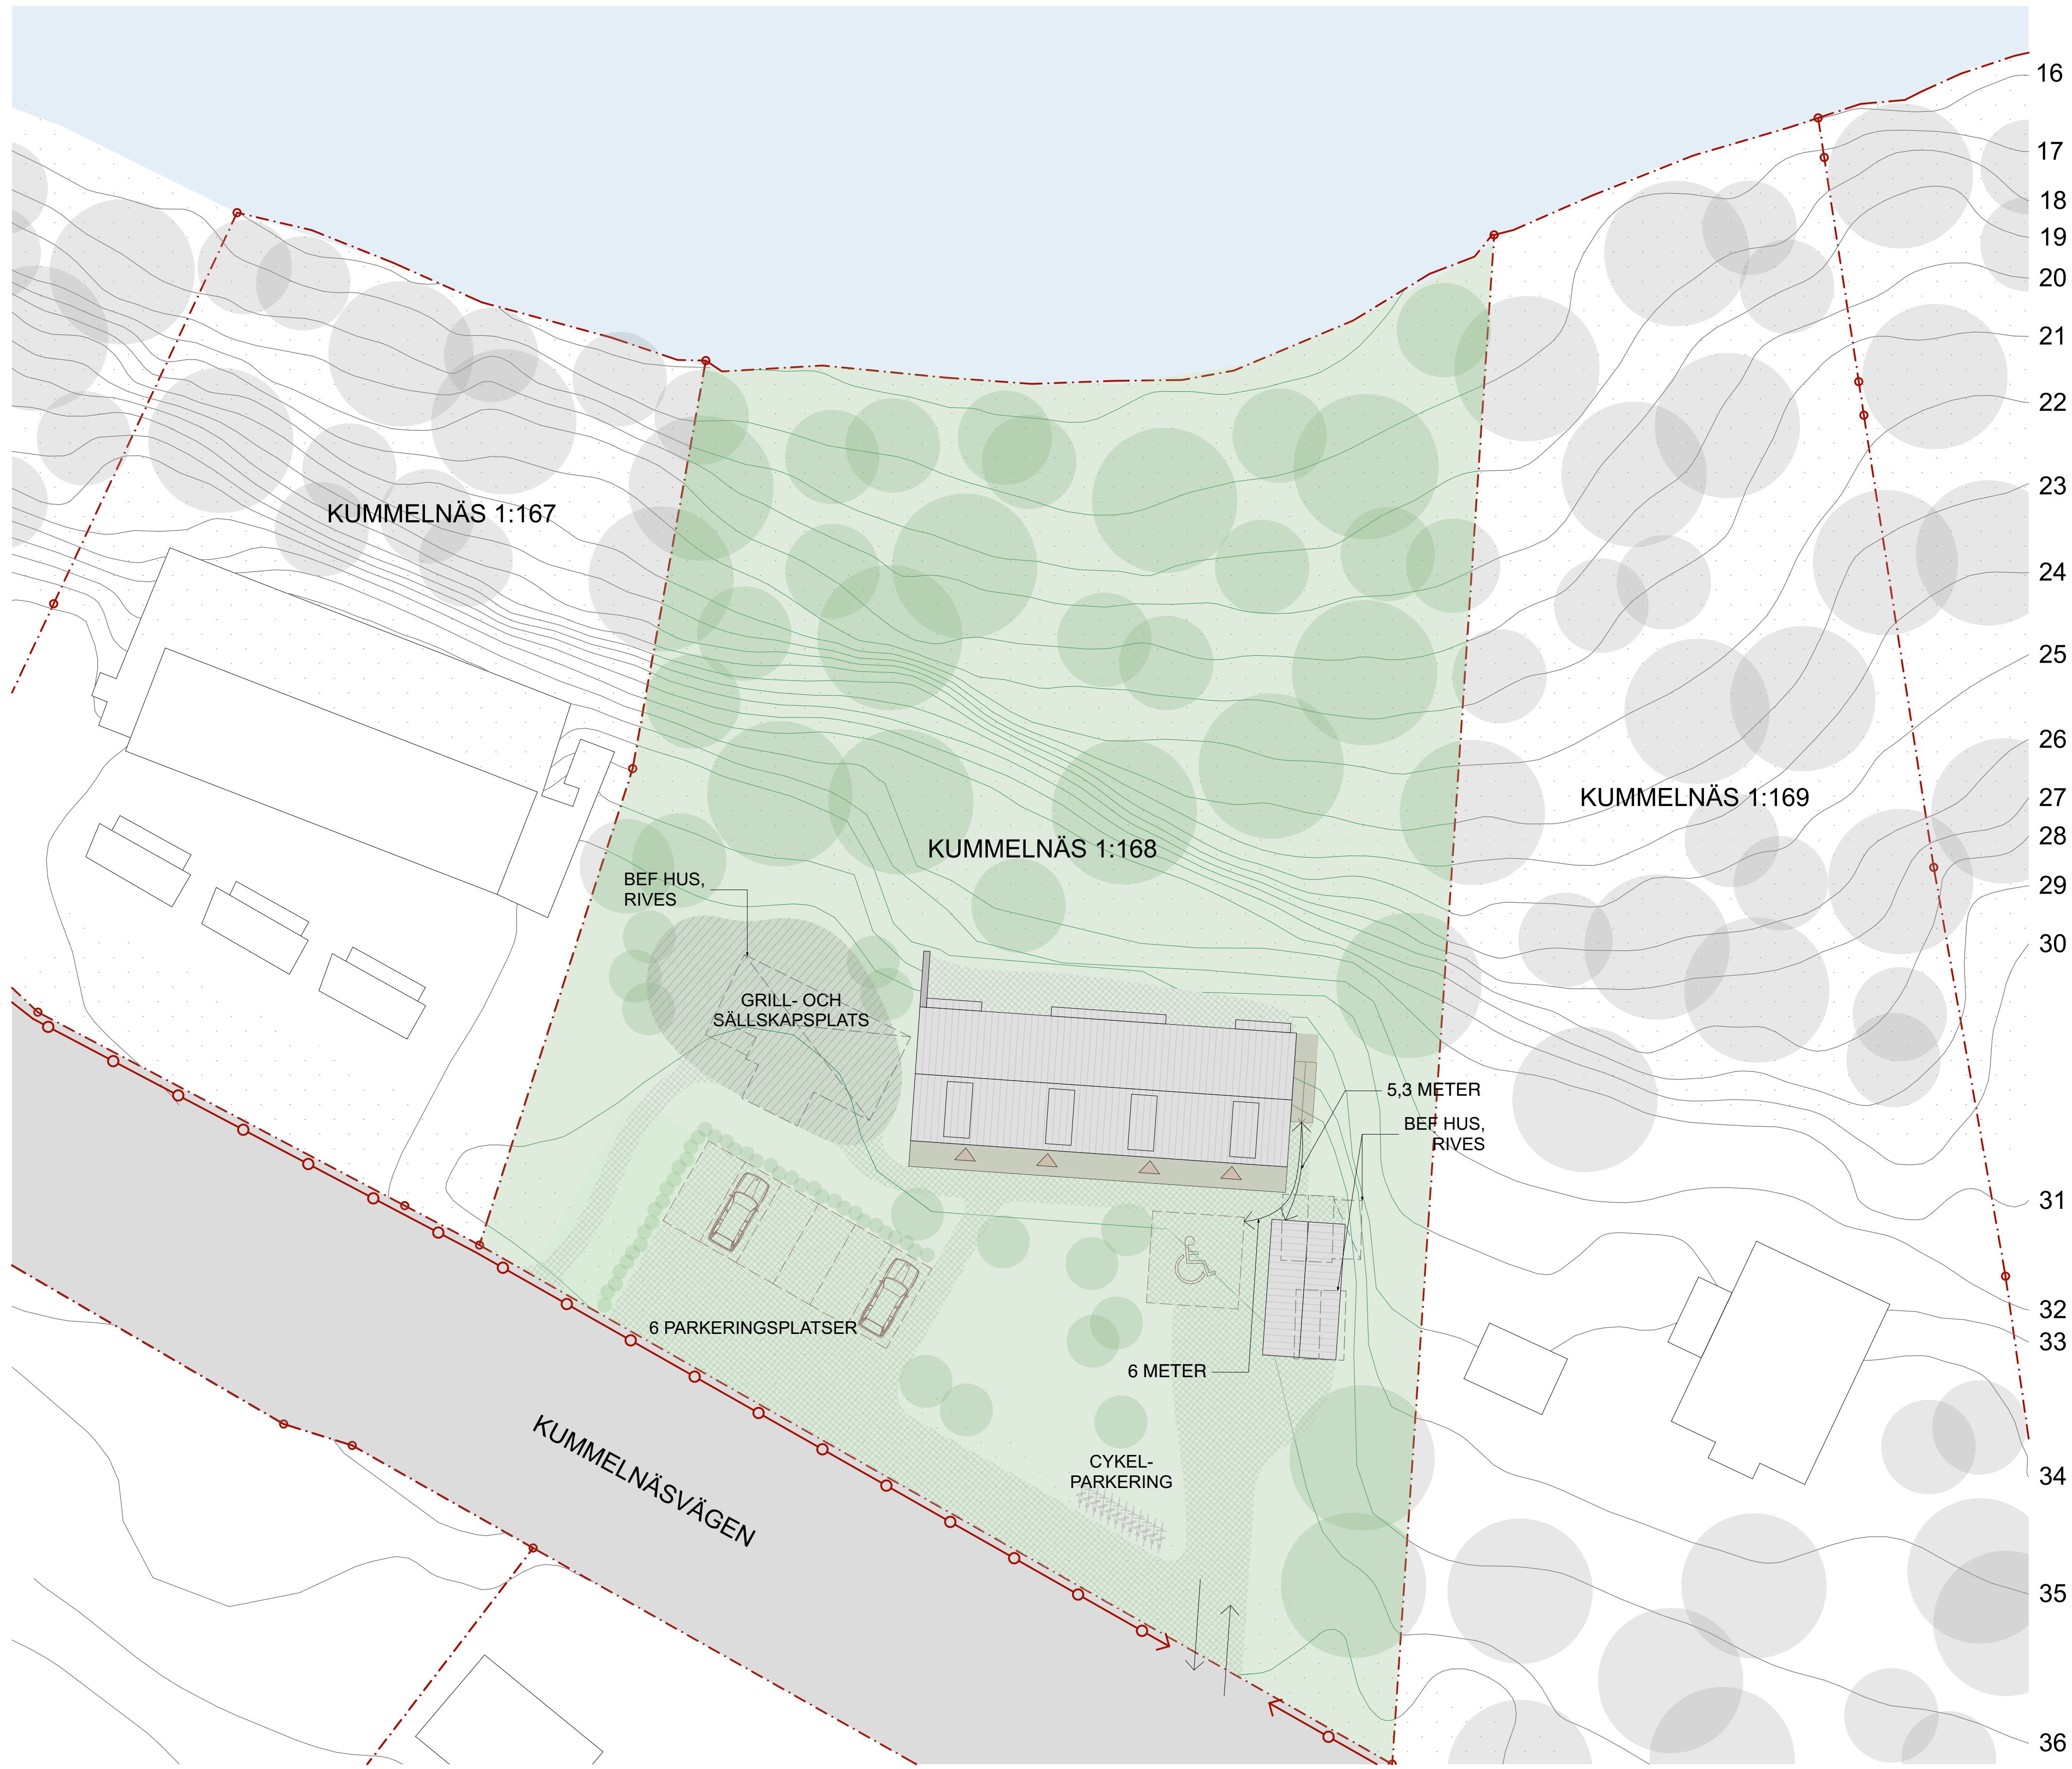 16
17
18
19
20
21
22
23
24
25
26
27
28
29
30
31
32
33
34
35
36
KUMMELNÄS 1:167
KUMMELNÄS 1:168
KUMMELNÄS 1:169
BEF HUS,
RIVES
GRILL- OCH
SÄLLSKAPSPLATS
5,3 METER
BEF HUS,
RIVES
6 PARKERINGSPLATSER
6 METER
CYKEL-
PARKERING
KUMMELNÄSVÄGEN